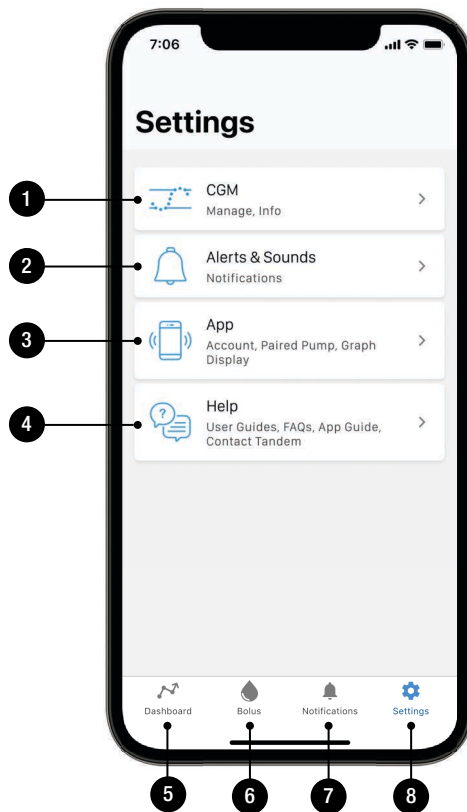 7:06
Settings
1
CGM
Manage, Info
2
Alerts & Sounds
Notifications
3
App
Account, Paired Pump, Graph
Display
4
Help
User Guides, FAQs, App Guide,
Contact Tandem
?
Dashboard Bolus Notifications Settings
5 6 7 8